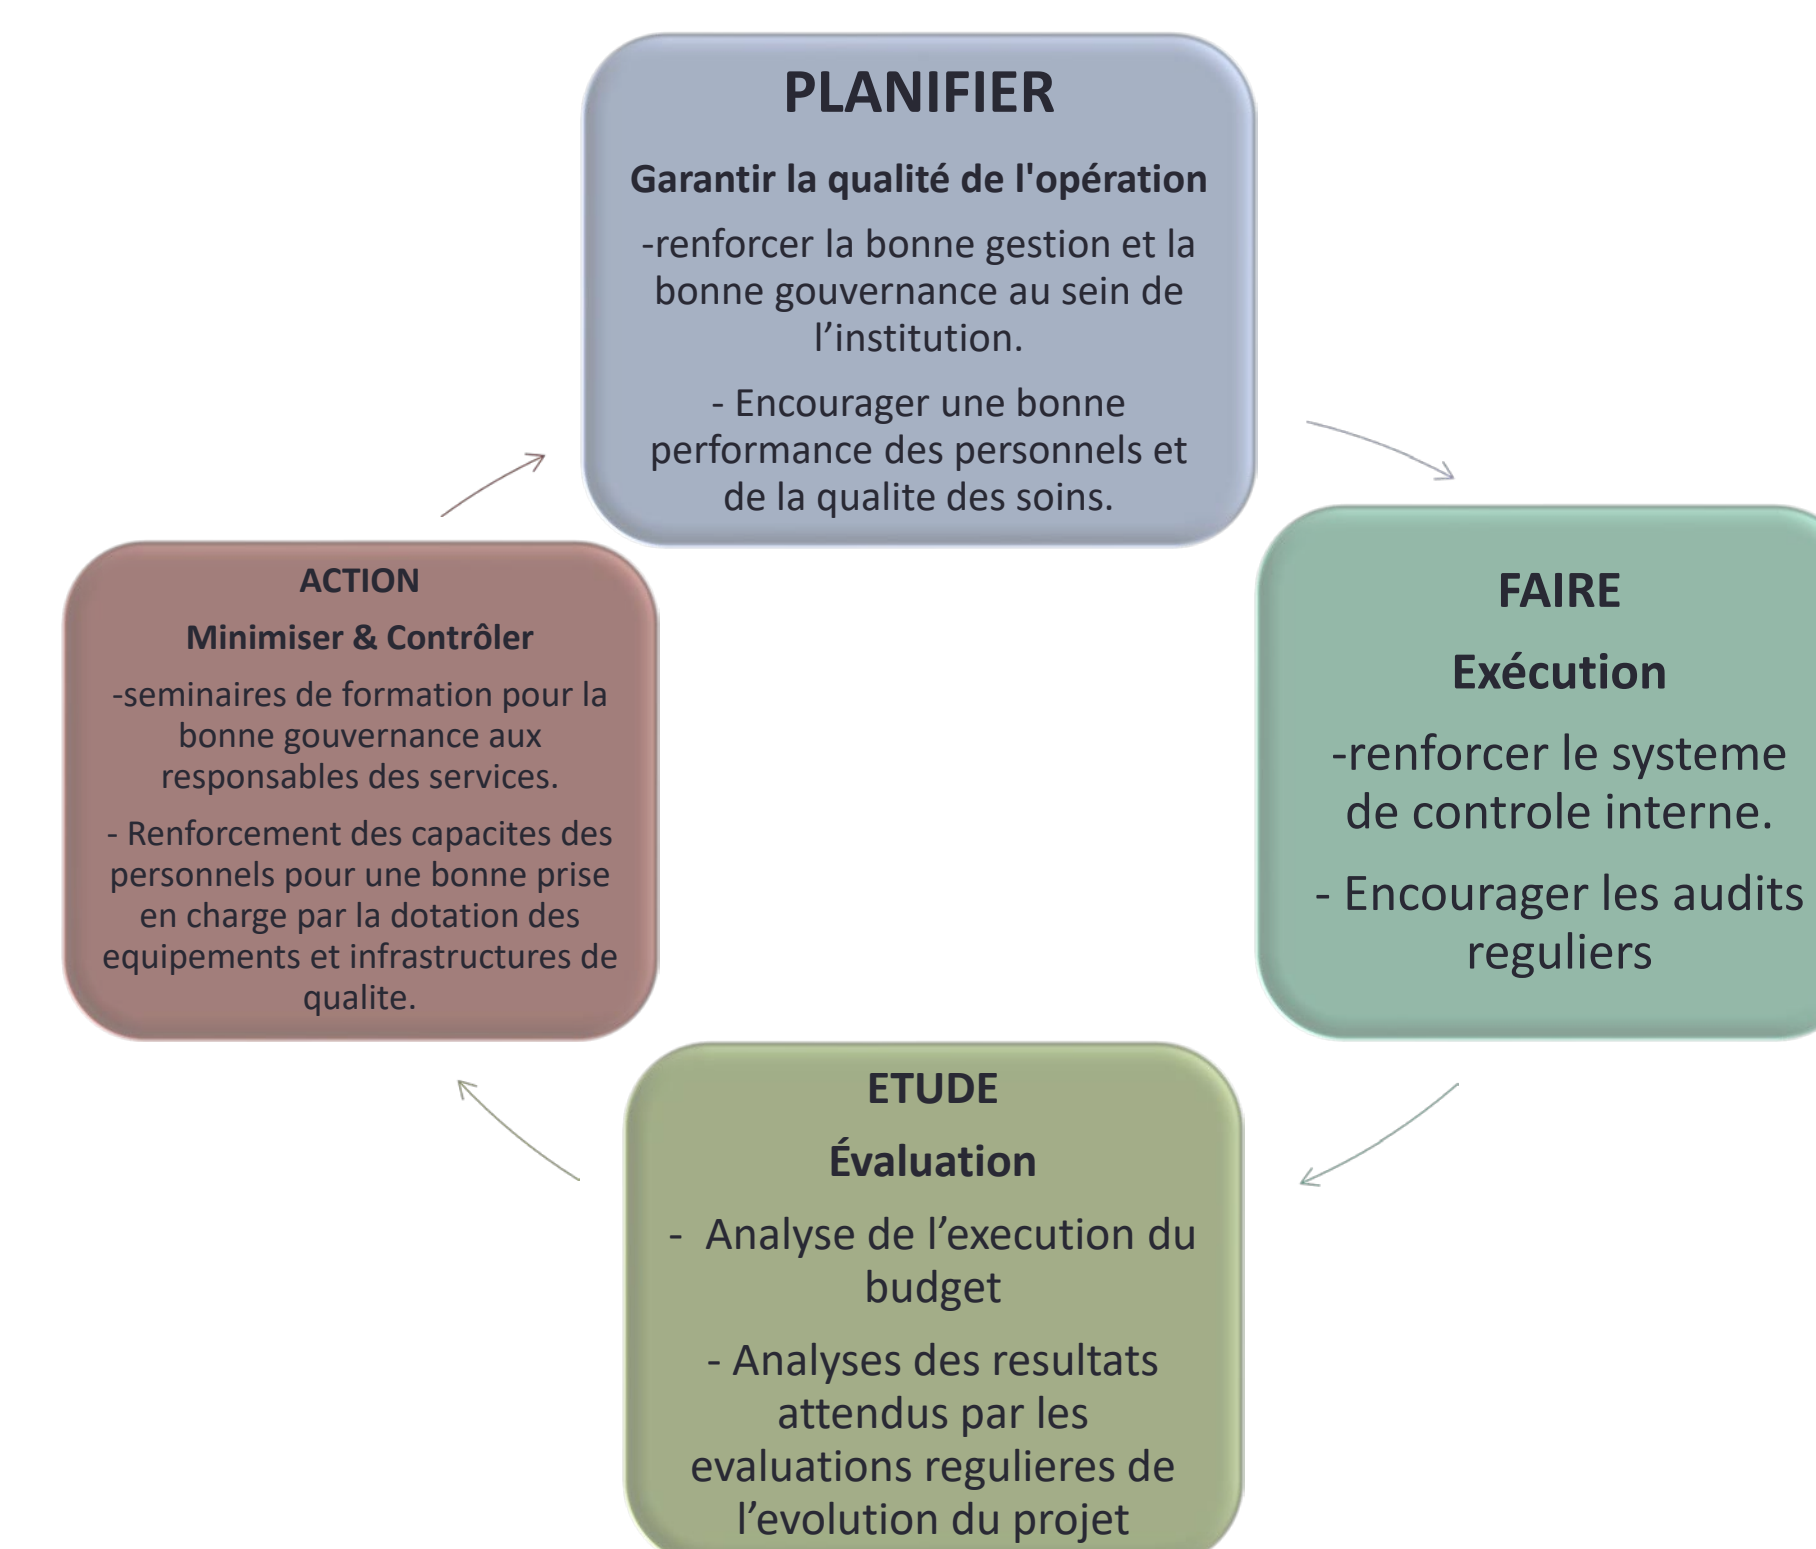 PLANIFIER
Garantir la qualité de l'opération
-renforcer la bonne gestion et la
bonne gouvernance au sein de
l’institution.
- Encourager une bonne
performance des personnels et
de la qualite des soins.
FAIRE
Exécution
-renforcer le systeme
de controle interne.
- Encourager les audits
reguliers
ETUDE
Évaluation
- Analyse de l’execution du
budget
- Analyses des resultats
attendus par les
evaluations regulieres de
l’evolution du projet
ACTION
Minimiser & Contrôler
-seminaires de formation pour la
bonne gouvernance aux
responsables des services.
- Renforcement des capacites des
personnels pour une bonne prise
en charge par la dotation des
equipements et infrastructures de
qualite.